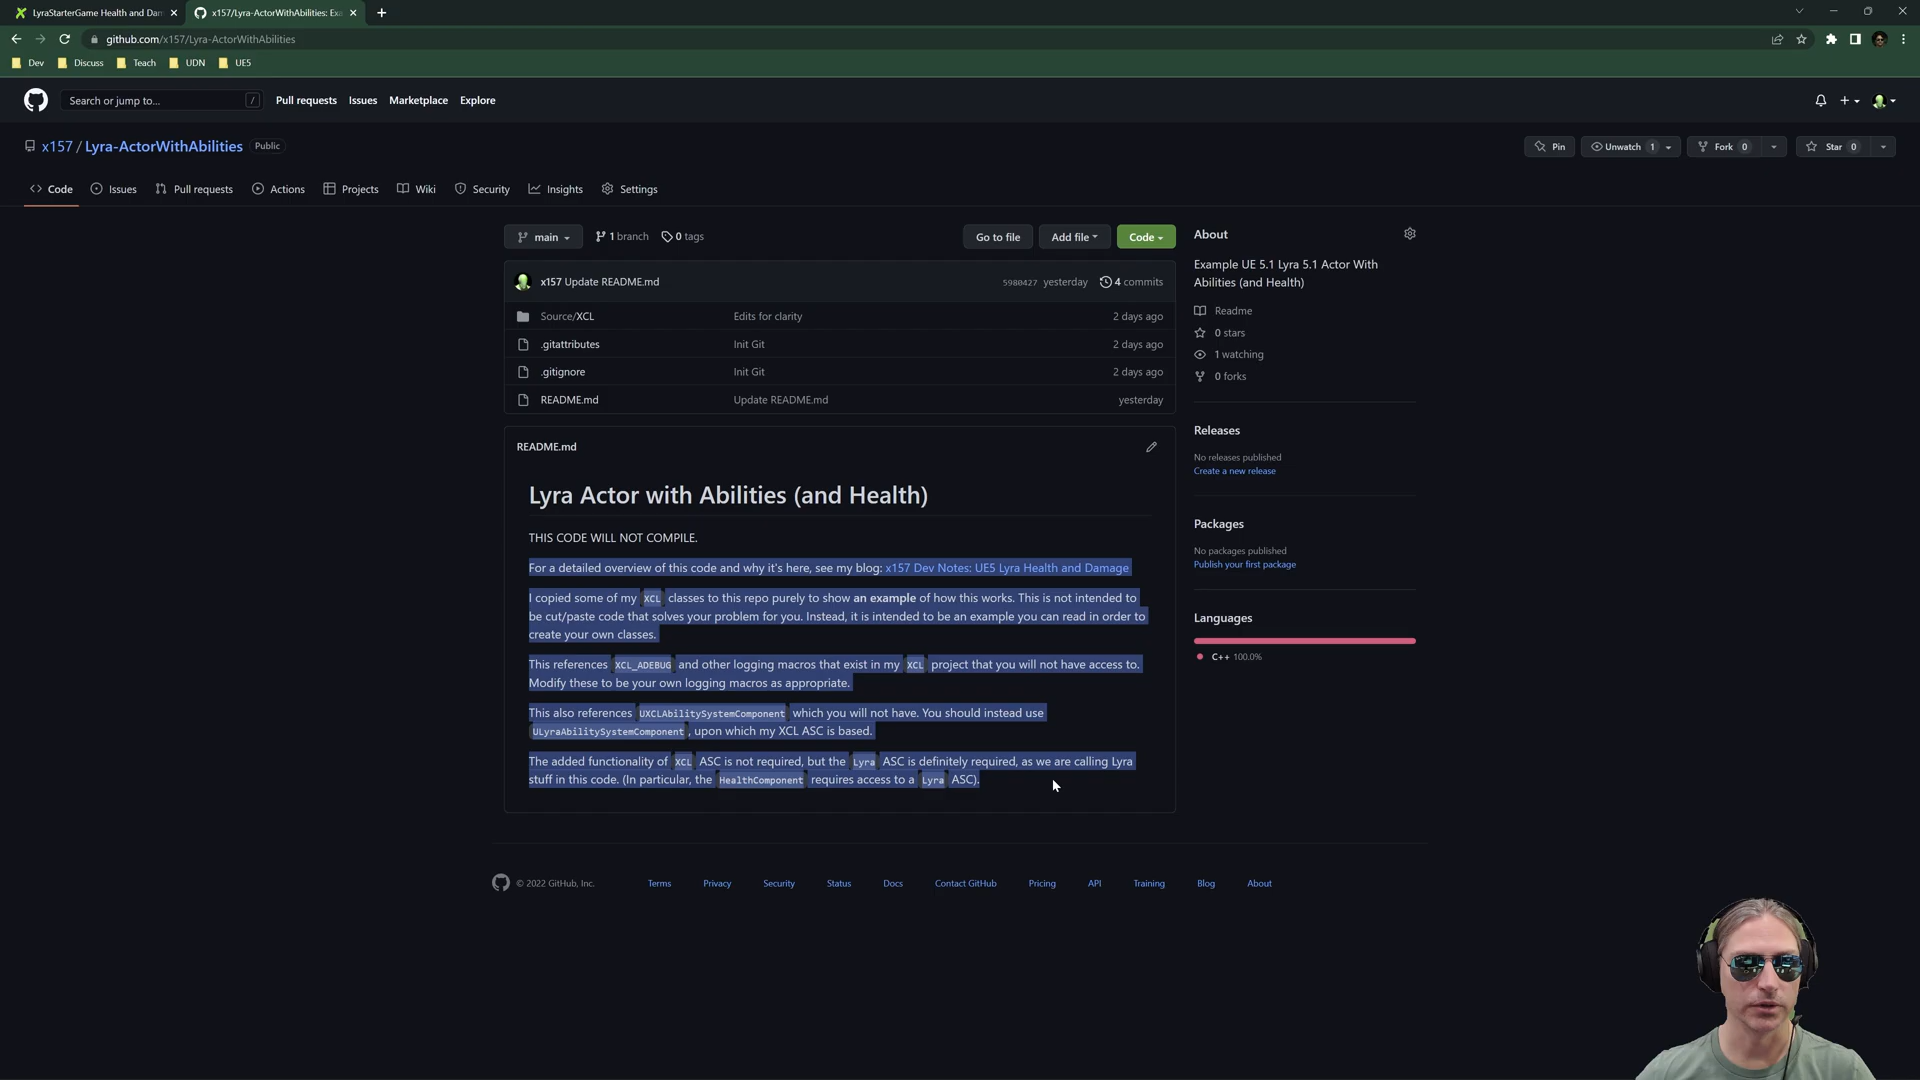 LyraStarterGame Health and Dam
x157/Lyra-ActorWithAbilities: Exa
github.com/x157/Lyra-ActorWithAbilities
Dev
Discuss
Teach
UDN
UE5
Search or jump to...
/
Pull requests
Issues
Marketplace
Explore
x157 / Lyra-ActorWithAbilities
Public
Pin
Unwatch 1
Fork 0
Star 0
Code
Issues
Pull requests
Actions
Projects
Wiki
Security
Insights
Settings
main
1 branch
0 tags
Go to file
Add file
Code
x157 Update README.md
5980427 yesterday
4 commits
Source/XCL
Edits for clarity
2 days ago
.gitattributes
Init Git
2 days ago
.gitignore
Init Git
2 days ago
README.md
Update README.md
yesterday
README.md
Lyra Actor with Abilities (and Health)
THIS CODE WILL NOT COMPILE.
For a detailed overview of this code and why it's here, see my blog: x157 Dev Notes: UE5 Lyra Health and Damage
I copied some of my XCL classes to this repo purely to show an example of how this works. This is not intended to
be cut/paste code that solves your problem for you. Instead, it is intended to be an example you can read in order to
create your own classes.
This references XCL_ADEBUG and other logging macros that exist in my XCL project that you will not have access to.
Modify these to be your own logging macros as appropriate.
This also references UXCLAbilitySystemComponent which you will not have. You should instead use
ULyraAbilitySystemComponent, upon which my XCL ASC is based.
The added functionality of XCL ASC is not required, but the Lyra ASC is definitely required, as we are calling Lyra
stuff in this code. (In particular, the HealthComponent requires access to a Lyra ASC).
About
Example UE 5.1 Lyra 5.1 Actor With
Abilities (and Health)
Readme
0 stars
1 watching
0 forks
Releases
No releases published
Create a new release
Packages
No packages published
Publish your first package
Languages
C++ 100.0%
© 2022 GitHub, Inc.
Terms
Privacy
Security
Status
Docs
Contact GitHub
Pricing
API
Training
Blog
About